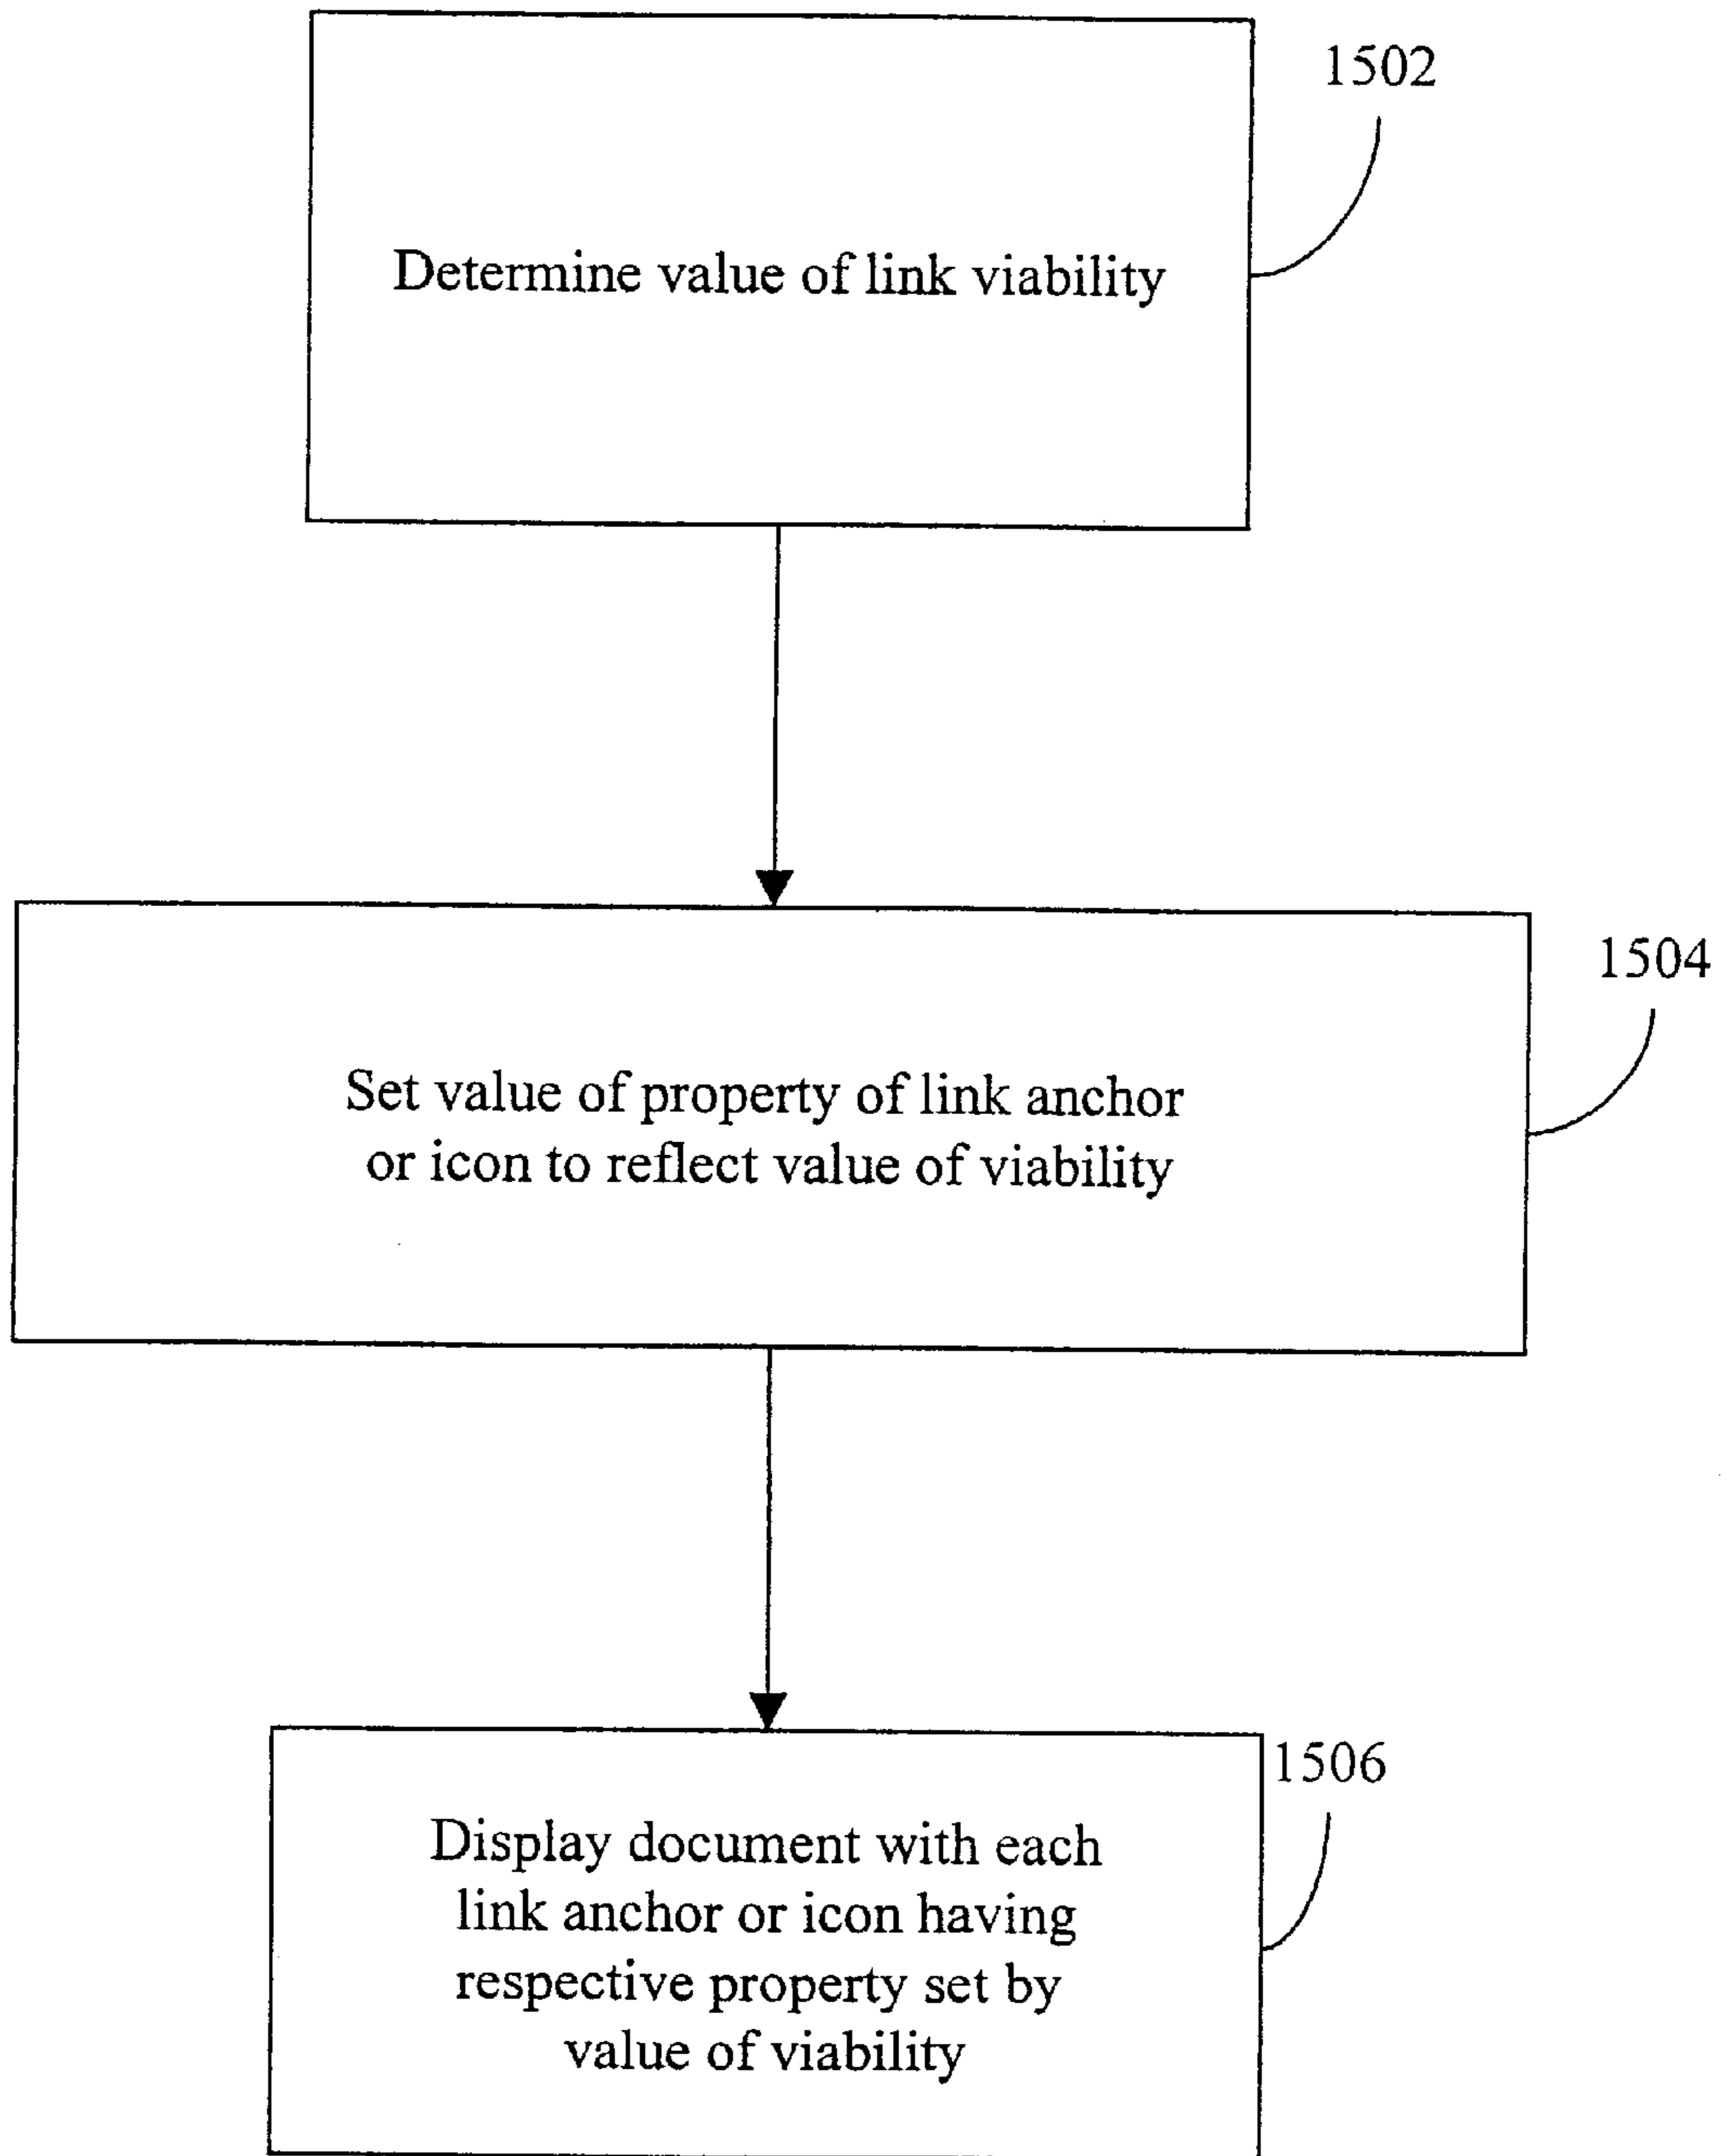 1502
Determine value of link viability
1504
Set value of property of link anchor
or icon to reflect value of viability
1506
Display document with each
link anchor or icon having
respective property set by
value of viability